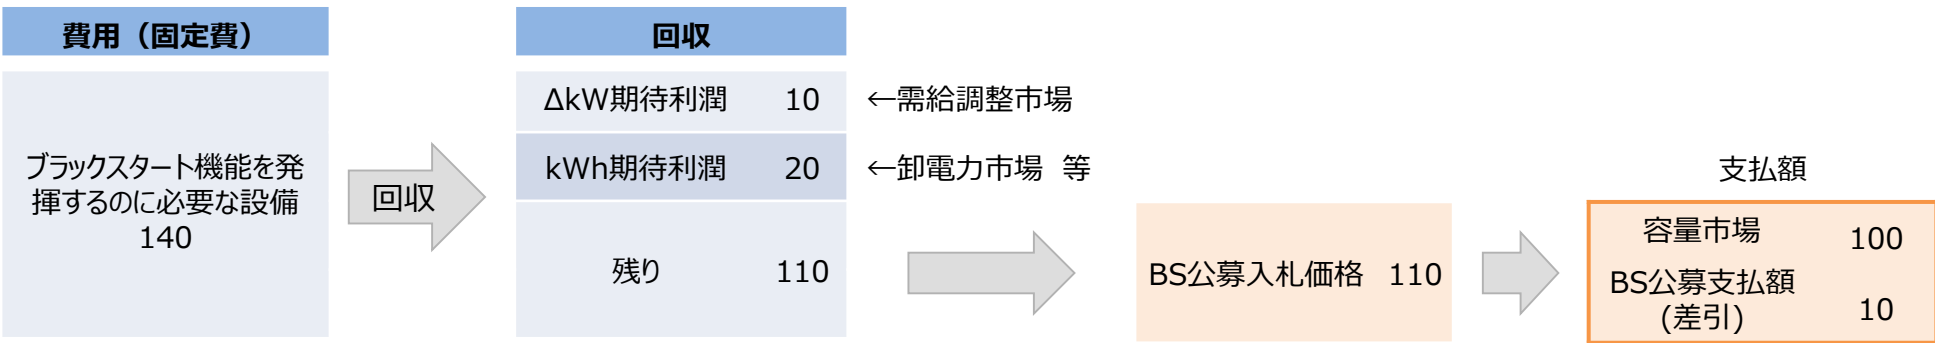 費用（固定費）
回収
ブラックスタート機能を発
揮するのに必要な設備
140
回収
ΔkW期待利潤 10 ←需給調整市場
kWh期待利潤 20 ←卸電力市場 等
残り 110
BS公募入札価格 110
支払額
容量市場 100
BS公募支払額
(差引) 10